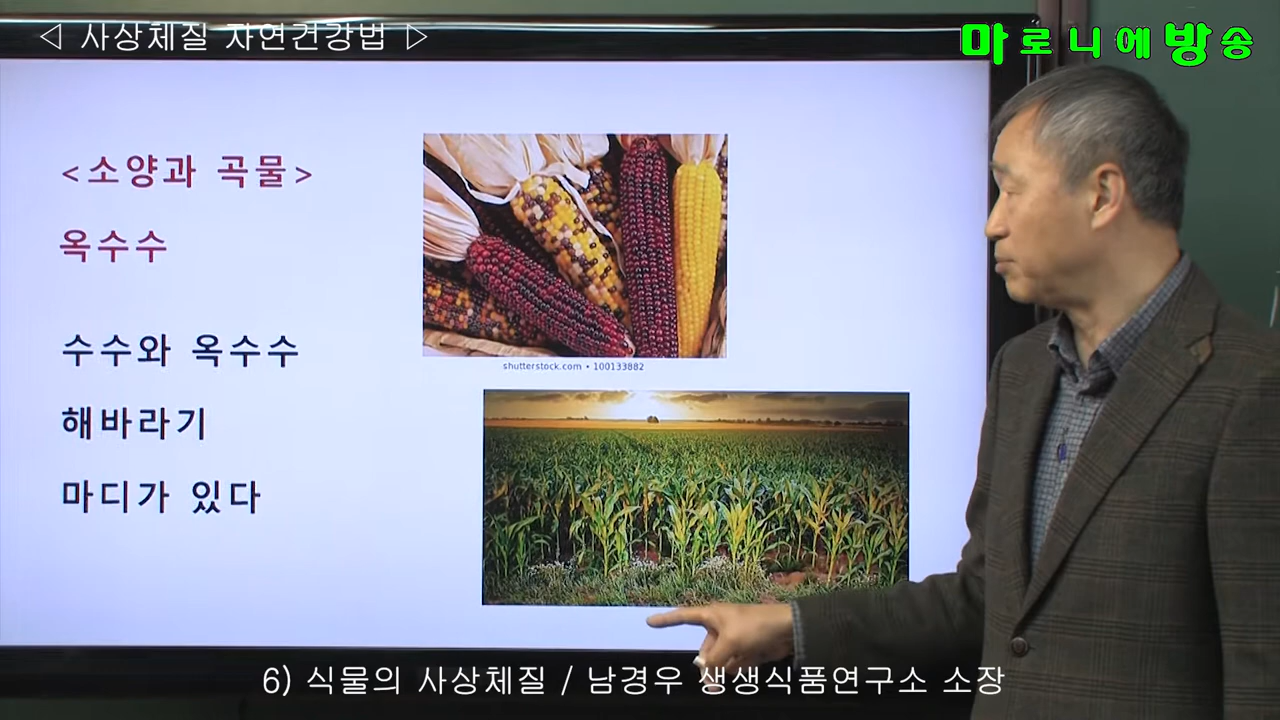 ◁ 사상체질 자연건강법 ▷
마로니에방송
<소양과 곡물>
옥수수
수수와 옥수수
해바라기
마디가 있다
shutterstock.com • 100133882
6) 식물의 사상체질 / 남경우 생생식품연구소 소장